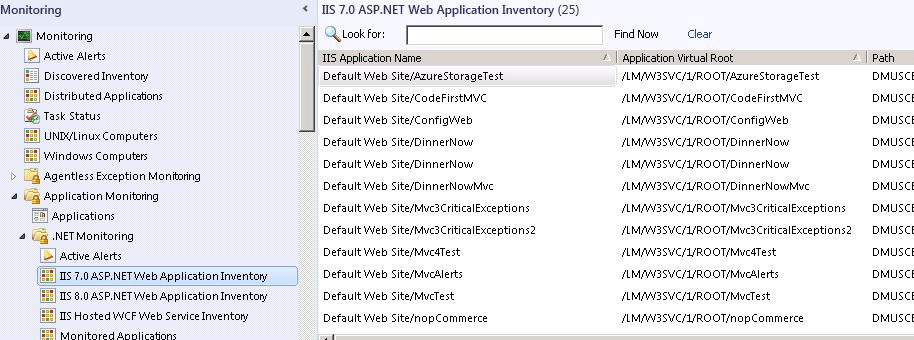 Monitoring
Monitoring
Active Alerts
Discovered Inventory
Distributed Applications
Task Status
UNIX/Linux Computers
Windows Computers
Agentless Exception Monitoring
Application Monitoring
Applications
.NET Monitoring
Active Alerts
IIS 7.0 ASP.NET Web Application Inventory
IIS 8.0 ASP.NET Web Application Inventory
IIS Hosted WCF Web Service Inventory
Monitored Applications
IIS 7.0 ASP.NET Web Application Inventory (25)
Look for: Find Now Clear
IIS Application Name Application Virtual Root Path
Default Web Site/AzureStorageTest /LM/W3SVC/1/ROOT/AzureStorageTest DMUSCE
Default Web Site/CodeFirstMVC /LM/W3SVC/1/ROOT/CodeFirstMVC DMUSCE
Default Web Site/ConfigWeb /LM/W3SVC/1/ROOT/ConfigWeb DMUSCE
Default Web Site/DinnerNow /LM/W3SVC/1/ROOT/DinnerNow DMUSCE
Default Web Site/DinnerNow /LM/W3SVC/1/ROOT/DinnerNow DMUSCE
Default Web Site/DinnerNowMvc /LM/W3SVC/1/ROOT/DinnerNowMvc DMUSCE
Default Web Site/Mvc3CriticalExceptions /LM/W3SVC/1/ROOT/Mvc3CriticalExceptions DMUSCE
Default Web Site/Mvc3CriticalExceptions2 /LM/W3SVC/1/ROOT/Mvc3CriticalExceptions2 DMUSCE
Default Web Site/Mvc4Test /LM/W3SVC/1/ROOT/Mvc4Test DMUSCE
Default Web Site/MvcAlerts /LM/W3SVC/1/ROOT/MvcAlerts DMUSCE
Default Web Site/MvcTest /LM/W3SVC/1/ROOT/MvcTest DMUSCE
Default Web Site/nopCommerce /LM/W3SVC/1/ROOT/nopCommerce DMUSCE